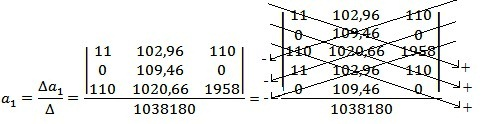 a₁ = Δa₁ / Δ = | 11 102,96 110 | = - | 11 102,96 110 |
| 0 109,46 0 | | 0 109,46 0 |
| 110 1020,66 1958 | - | 110 1020,66 1958 | +
- | 11 102,96 110 | +
- | 0 109,46 0 | +
1038180 1038180